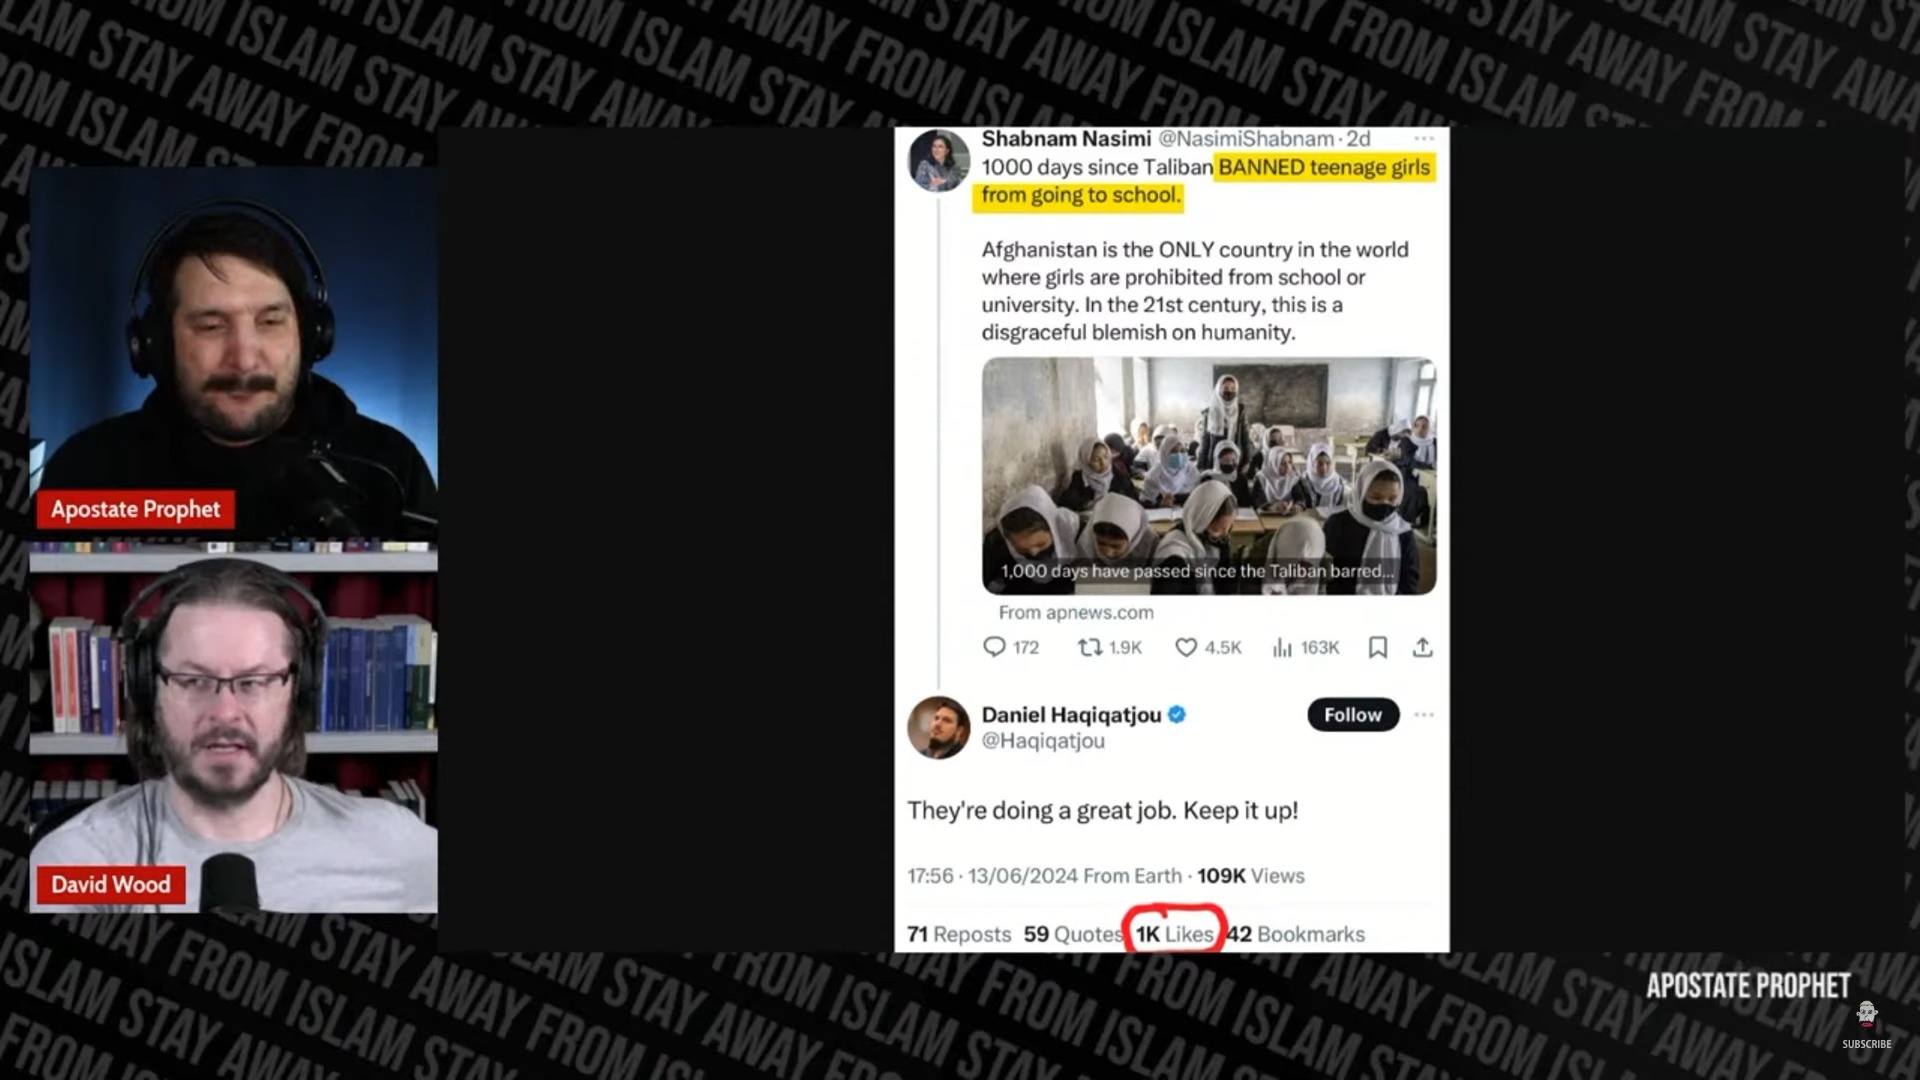 STAY AWAY FROM ISLAM
Apostate Prophet
David Wood
Shabnam Nasimi @NasimiShabnam · 2d
1000 days since Taliban BANNED teenage girls
from going to school.
Afghanistan is the ONLY country in the world
where girls are prohibited from school or
university. In the 21st century, this is a
disgraceful blemish on humanity.
1,000 days have passed since the Taliban barred...
From apnews.com
172 1.9K 4.5K 163K
Daniel Haqiqatjou
Follow
@Haqiqatjou
They're doing a great job. Keep it up!
17:56 · 13/06/2024 From Earth · 109K Views
71 Reposts 59 Quotes 1K Likes 42 Bookmarks
APOSTATE PROPHET
SUBSCRIBE